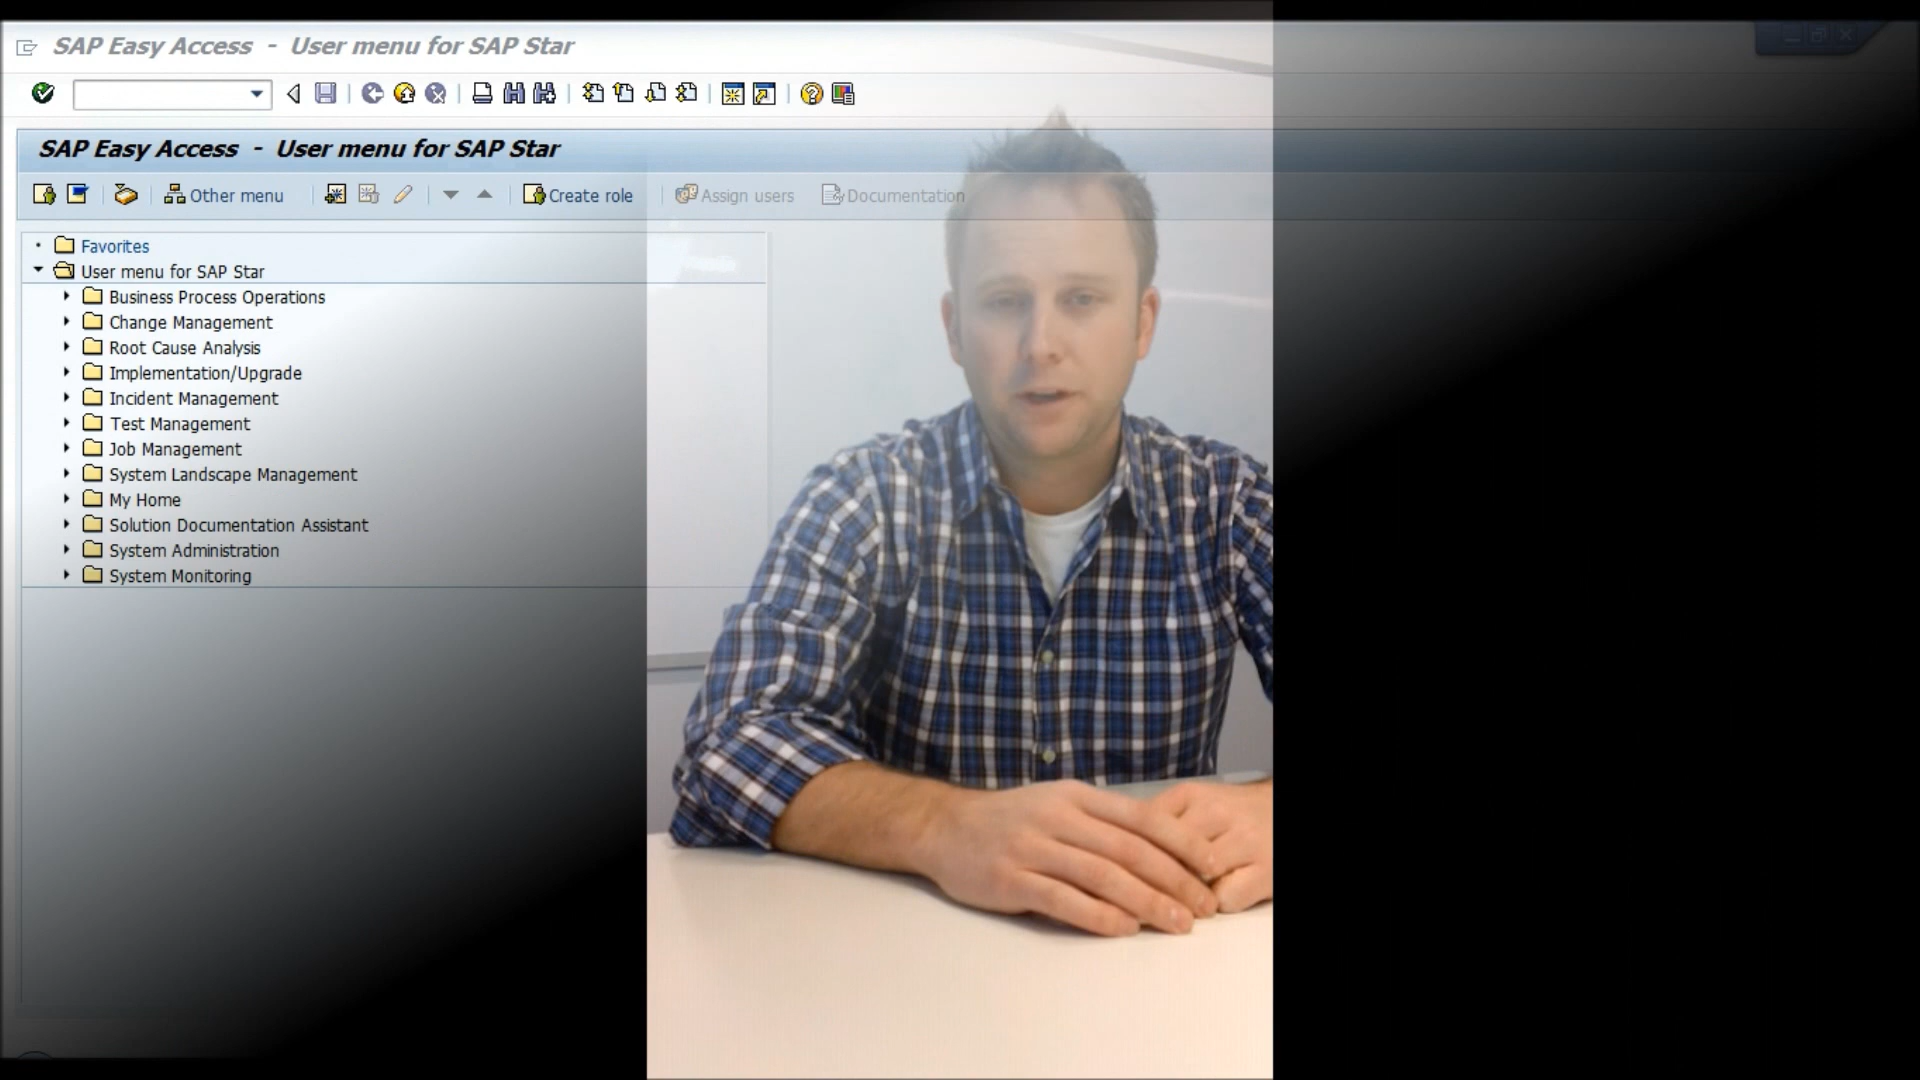 SAP Easy Access - User menu for SAP Star
SAP Easy Access - User menu for SAP Star
Other menu Create role Assign users Documentation
Favorites
User menu for SAP Star
Business Process Operations
Change Management
Root Cause Analysis
Implementation/Upgrade
Incident Management
Test Management
Job Management
System Landscape Management
My Home
Solution Documentation Assistant
System Administration
System Monitoring